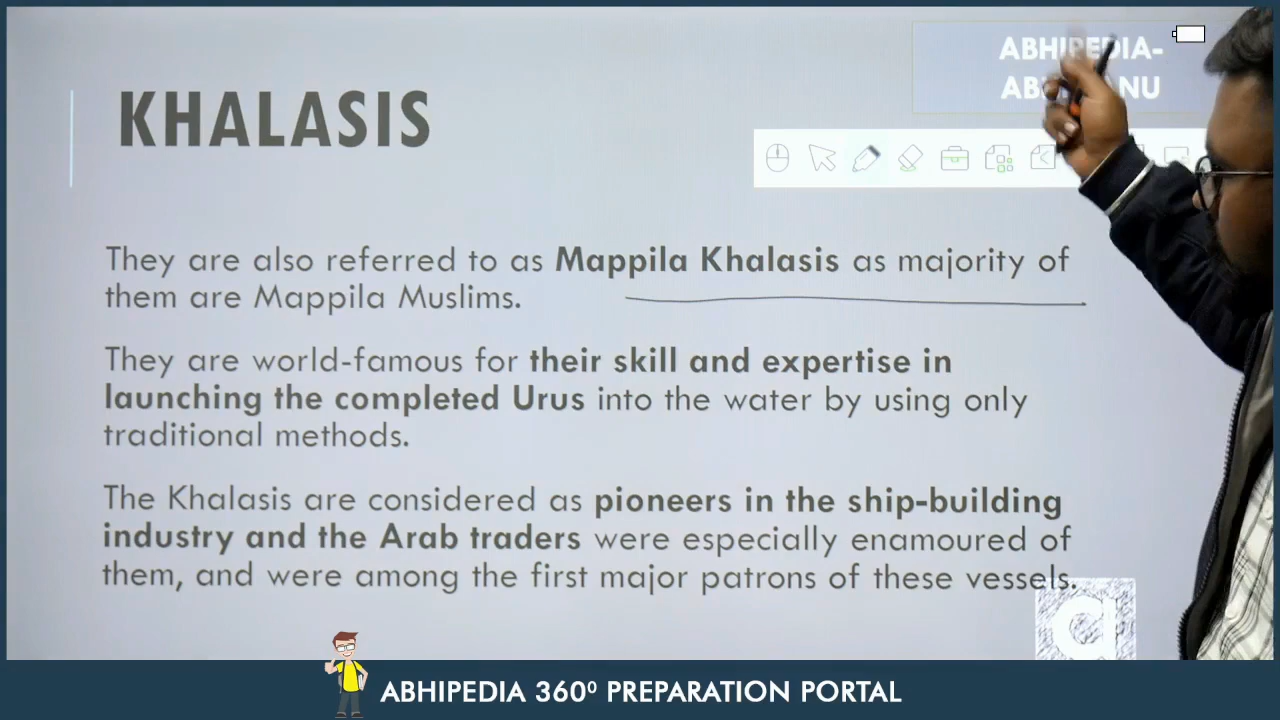 ABHIPEDIA-
KHALASIS
They are also referred to as Mappila Khalasis as majority of
them are Mappila Muslims.
They are world-famous for their skill and expertise in
launching the completed Urus into the water by using only
traditional methods.
The Khalasis are considered as pioneers in the ship-building
industry and the Arab traders were especially enamoured of
them, and were among the first major patrons of these vessels.
a
ABHIPEDIA 360⁰ PREPARATION PORTAL